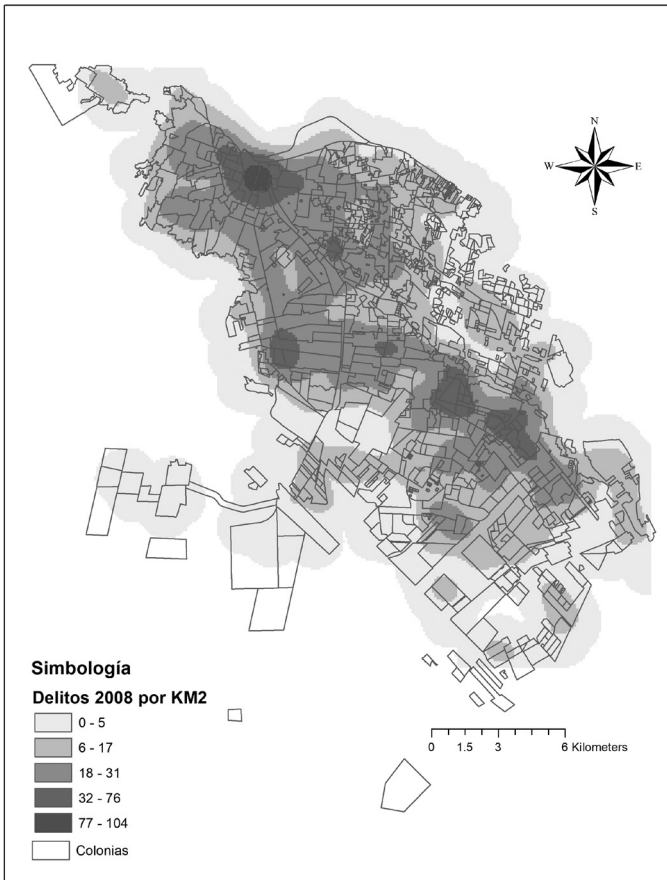 N
W E
S
Simbología
Delitos 2008 por KM2
0 - 5
6 - 17
18 - 31
32 - 76
77 - 104
Colonias
0 1.5 3 6 Kilometers